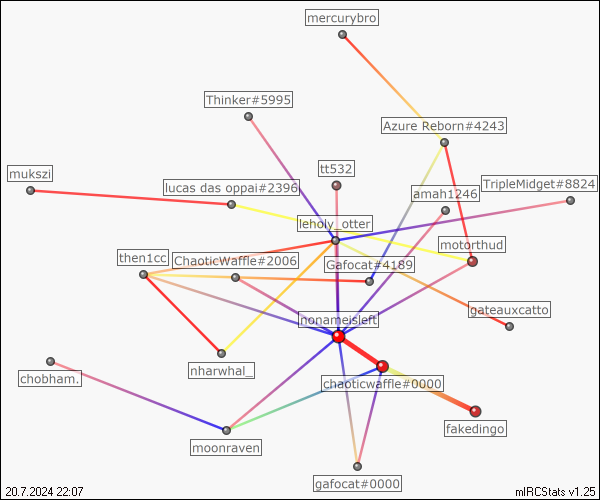 mercurybro
Thinker#5995
Azure Reborn#4243
mukszi
tt532
lucas das oppai#2396
amah1246
TripleMidget#8824
leholy_otter
motorthud
then1cc
ChaoticWaffle#2006
Gafocat#4189
nonameisleft
gateauxcatto
nharwhal_
chobham.
chaoticwaffle#0000
fakedingo
moonraven
gafocat#0000
20.7.2024 22:07
mIRCStats v1.25